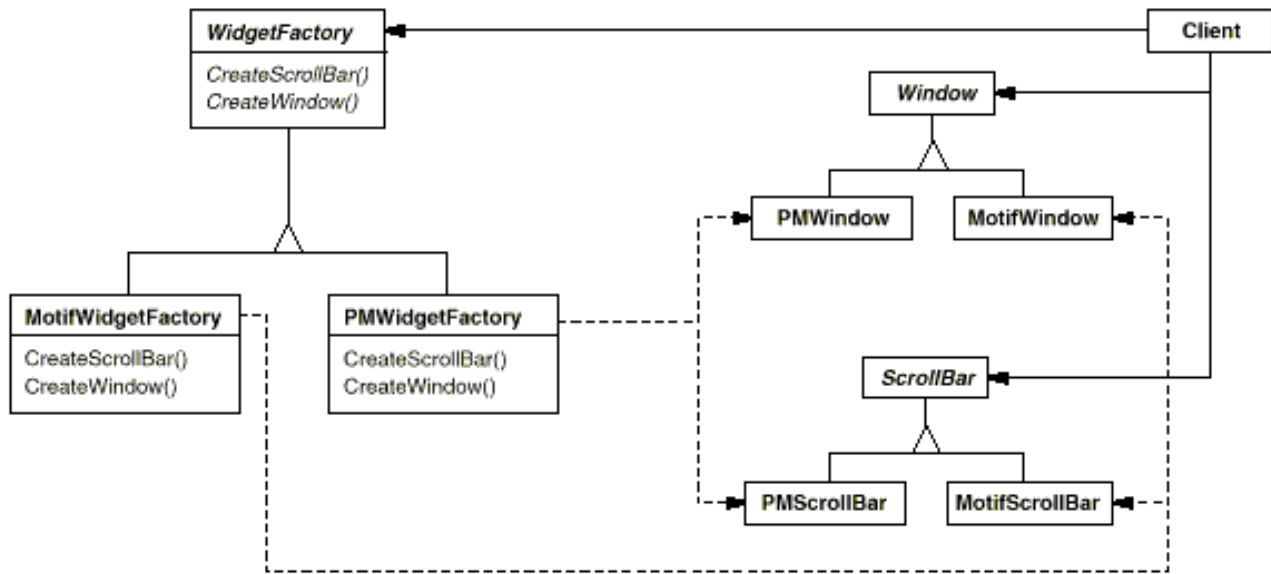 WidgetFactory
CreateScrollBar()
CreateWindow()
Client
Window
PMWindow
MotifWindow
MotifWidgetFactory
CreateScrollBar()
CreateWindow()
PMWidgetFactory
CreateScrollBar()
CreateWindow()
ScrollBar
PMScrollBar
MotifScrollBar